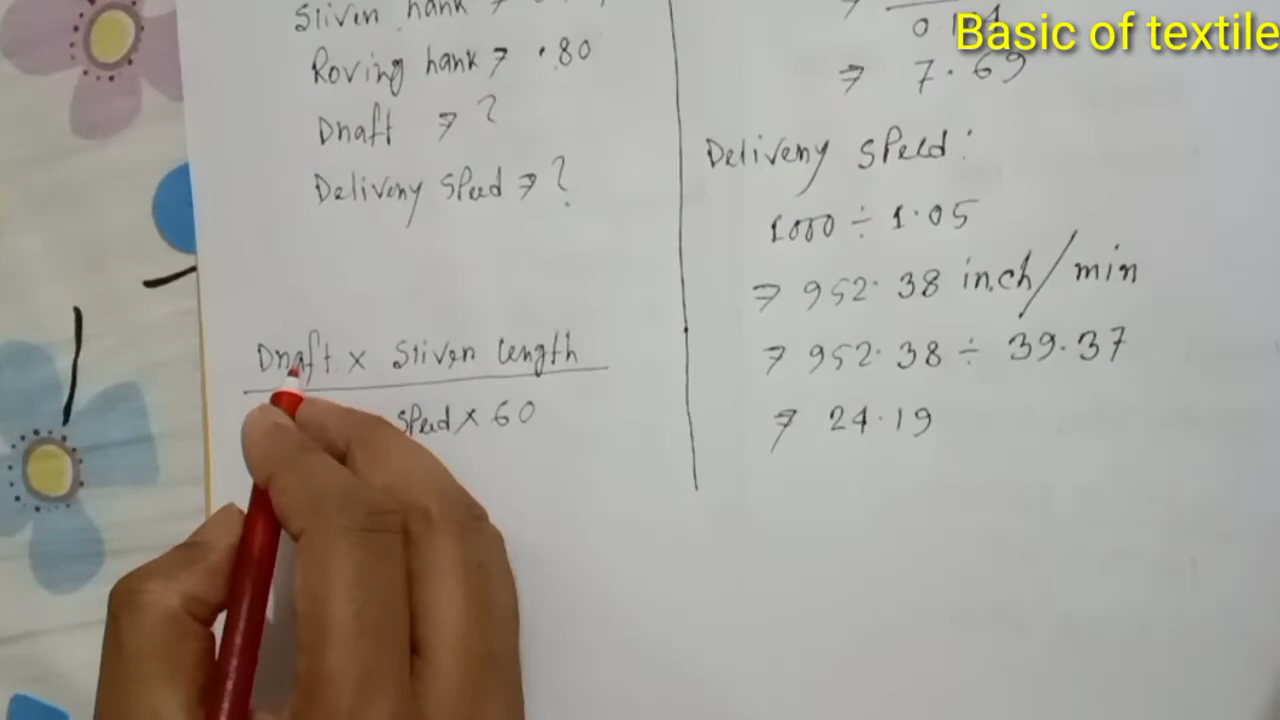 Basic of textile
Sliver hank →
Roving hank → .80
Draft → ?
Delivery Speed → ?
Draft × Sliver length
Speed × 60
→ 7.69
Delivery Speed:
1000 ÷ 1.05
→ 952.38 inch/min
→ 952.38 ÷ 39.37
→ 24.19